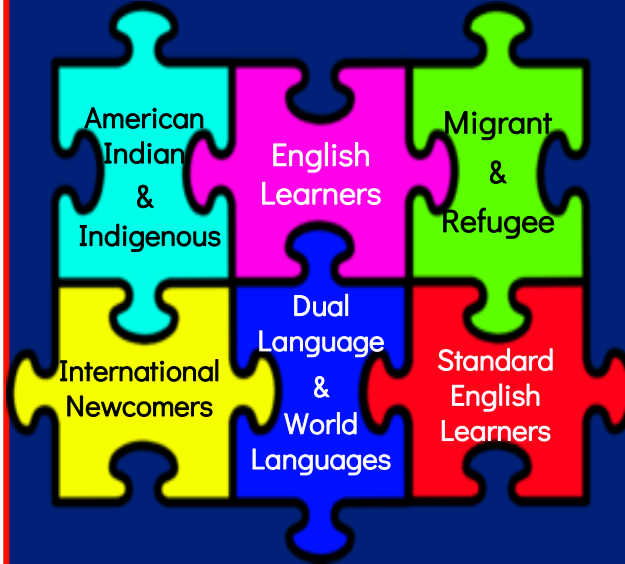 American
Indian
&
Indigenous
English
Learners
Migrant
&
Refugee
International
Newcomers
Dual
Language
&
World
Languages
Standard
English
Learners